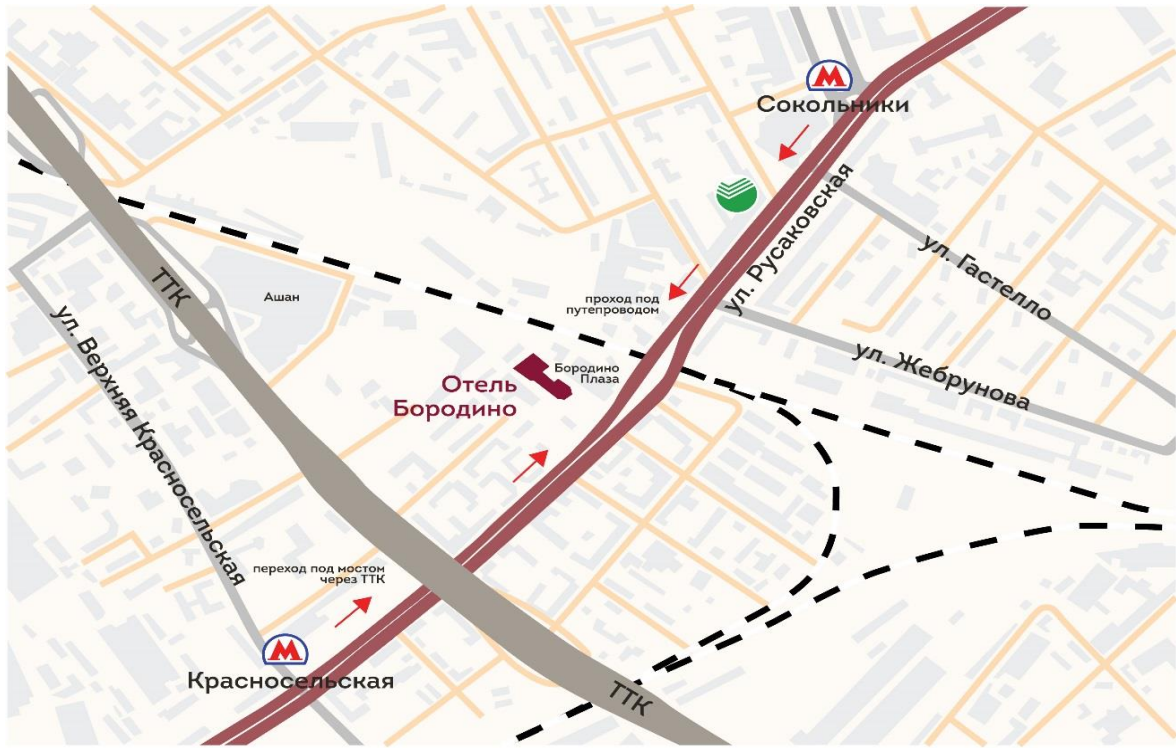 Сокольники
ул. Русаковская
ул. Гастелло
ТТК
Ашан
проход под
путепроводом
ул. Жебрунова
ул. Верхняя Красносельская
Отель
Бородино
Бородино
Плаза
переход под мостом
через ТТК
Красносельская
ТТК